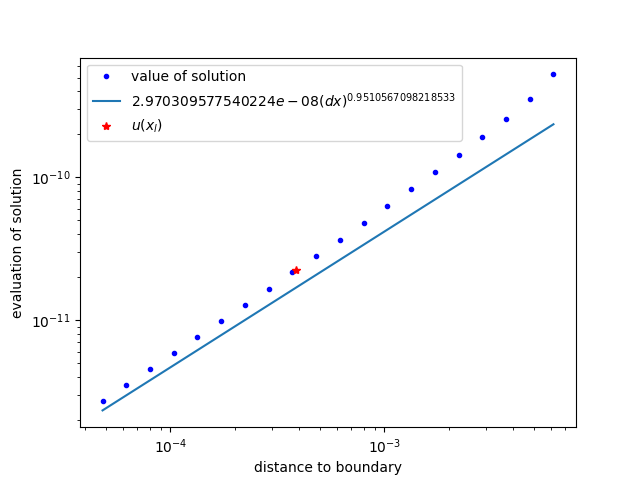 value of solution
2.970309577540224e − 08(dx)^0.9510567098218533
u(x_l)
evaluation of solution
10^−10
10^−11
10^−4
10^−3
distance to boundary